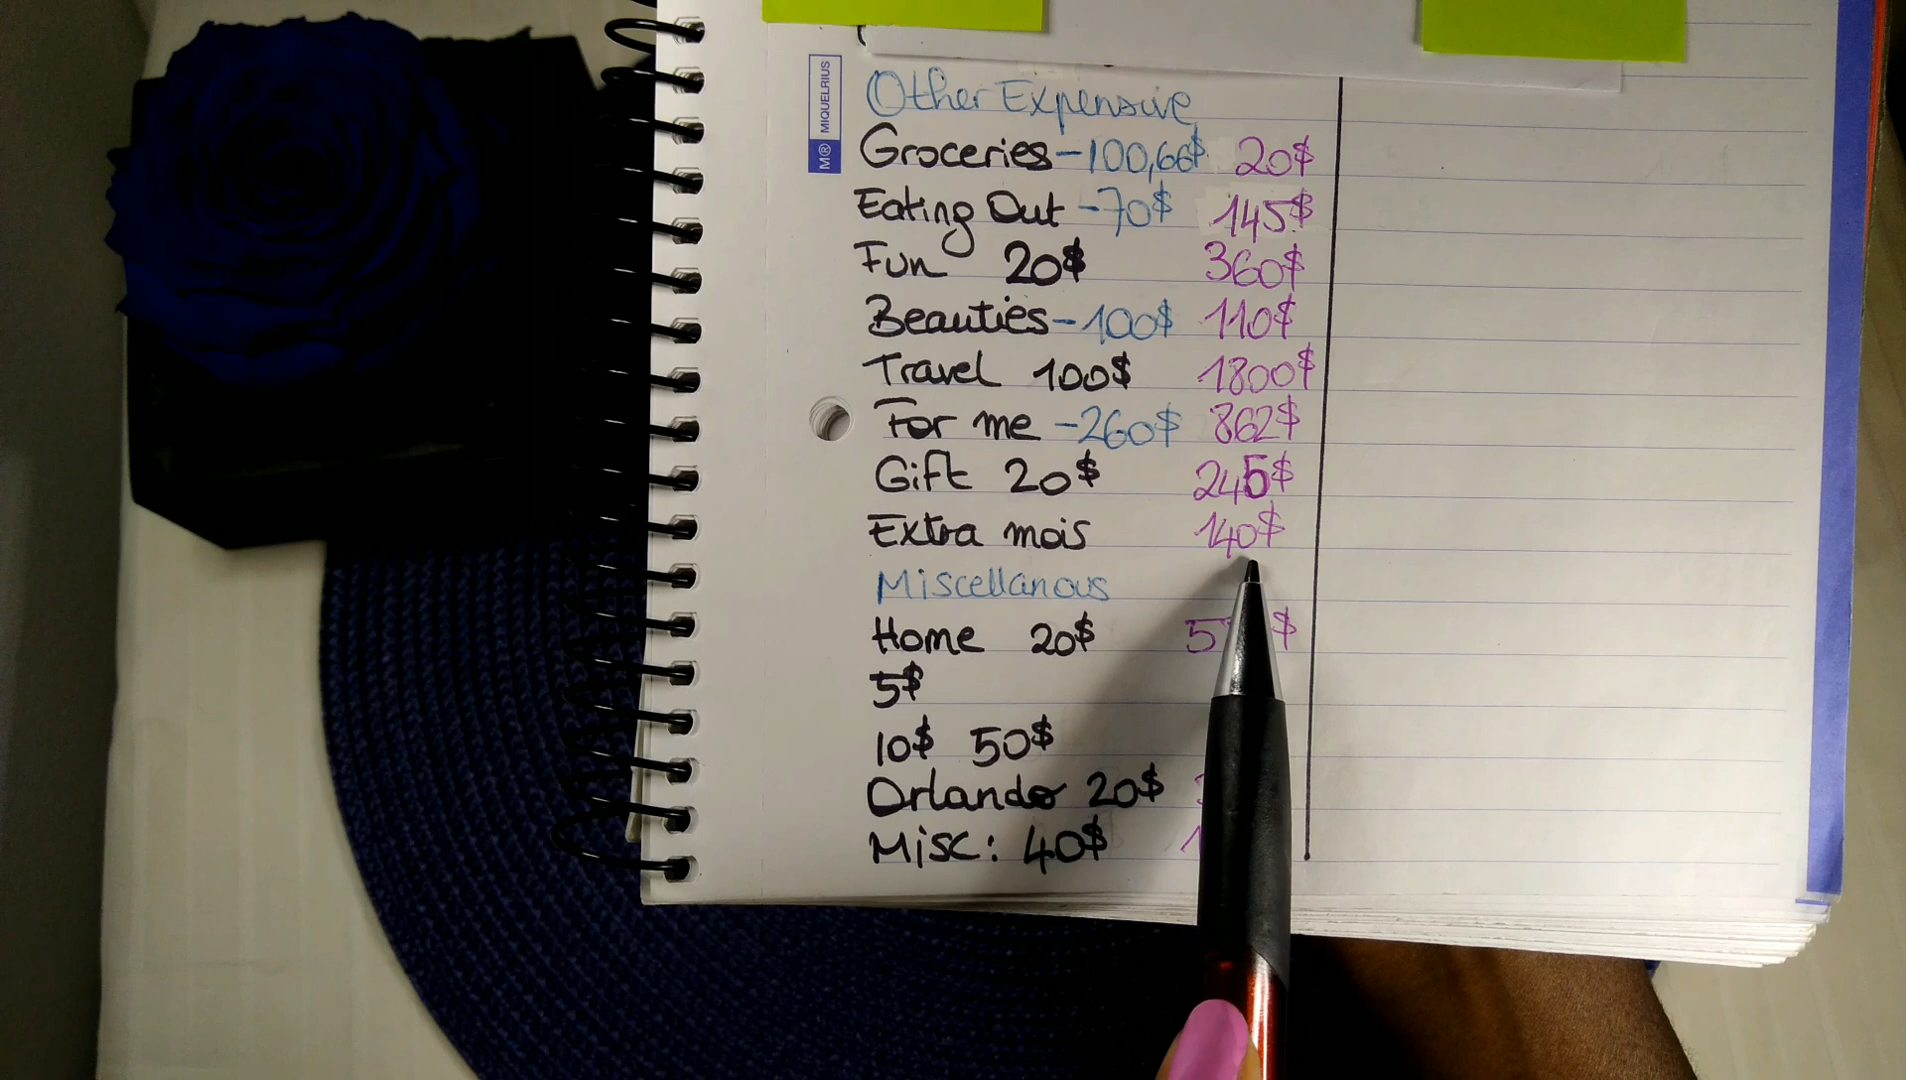 M® MIQUELRIUS
Other Expensive
Groceries -100,66$ 20$
Eating Out -70$ 145$
Fun 20$ 360$
Beauties -100$ 110$
Travel 100$ 1800$
For me -260$ 862$
Gift 20$ 245$
Extra mois 140$
Miscellanous
Home 20$
5$
10$ 50$
Orlando 20$
Misc: 40$